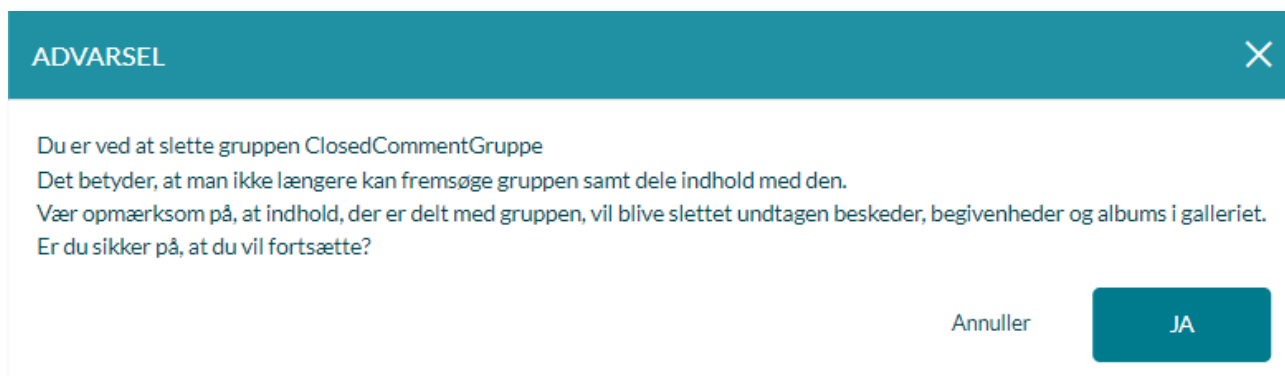 ADVARSEL
Du er ved at slette gruppen ClosedCommentGruppe
Det betyder, at man ikke længere kan fremsøge gruppen samt dele indhold med den.
Vær opmærksom på, at indhold, der er delt med gruppen, vil blive slettet undtagen beskeder, begivenheder og albums i galleriet.
Er du sikker på, at du vil fortsætte?
Annuller
JA